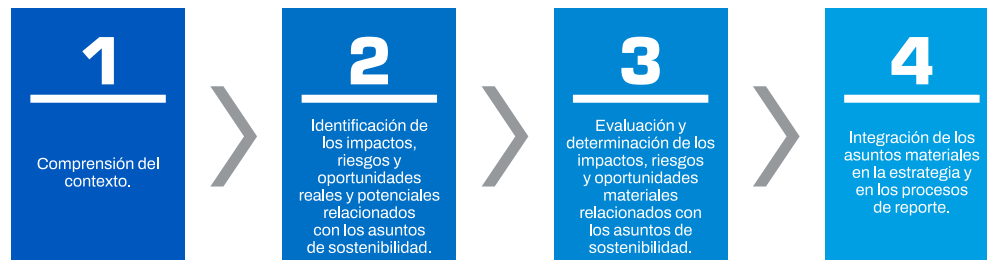 1
Comprensión del
contexto.
2
Identificación de
los impactos,
riesgos y
oportunidades
reales y potenciales
relacionados
con los asuntos
de sostenibilidad.
3
Evaluación y
determinación de los
impactos, riesgos
y oportunidades
materiales
relacionados con
los asuntos de
sostenibilidad.
4
Integración de los
asuntos materiales
en la estrategia y
en los procesos
de reporte.